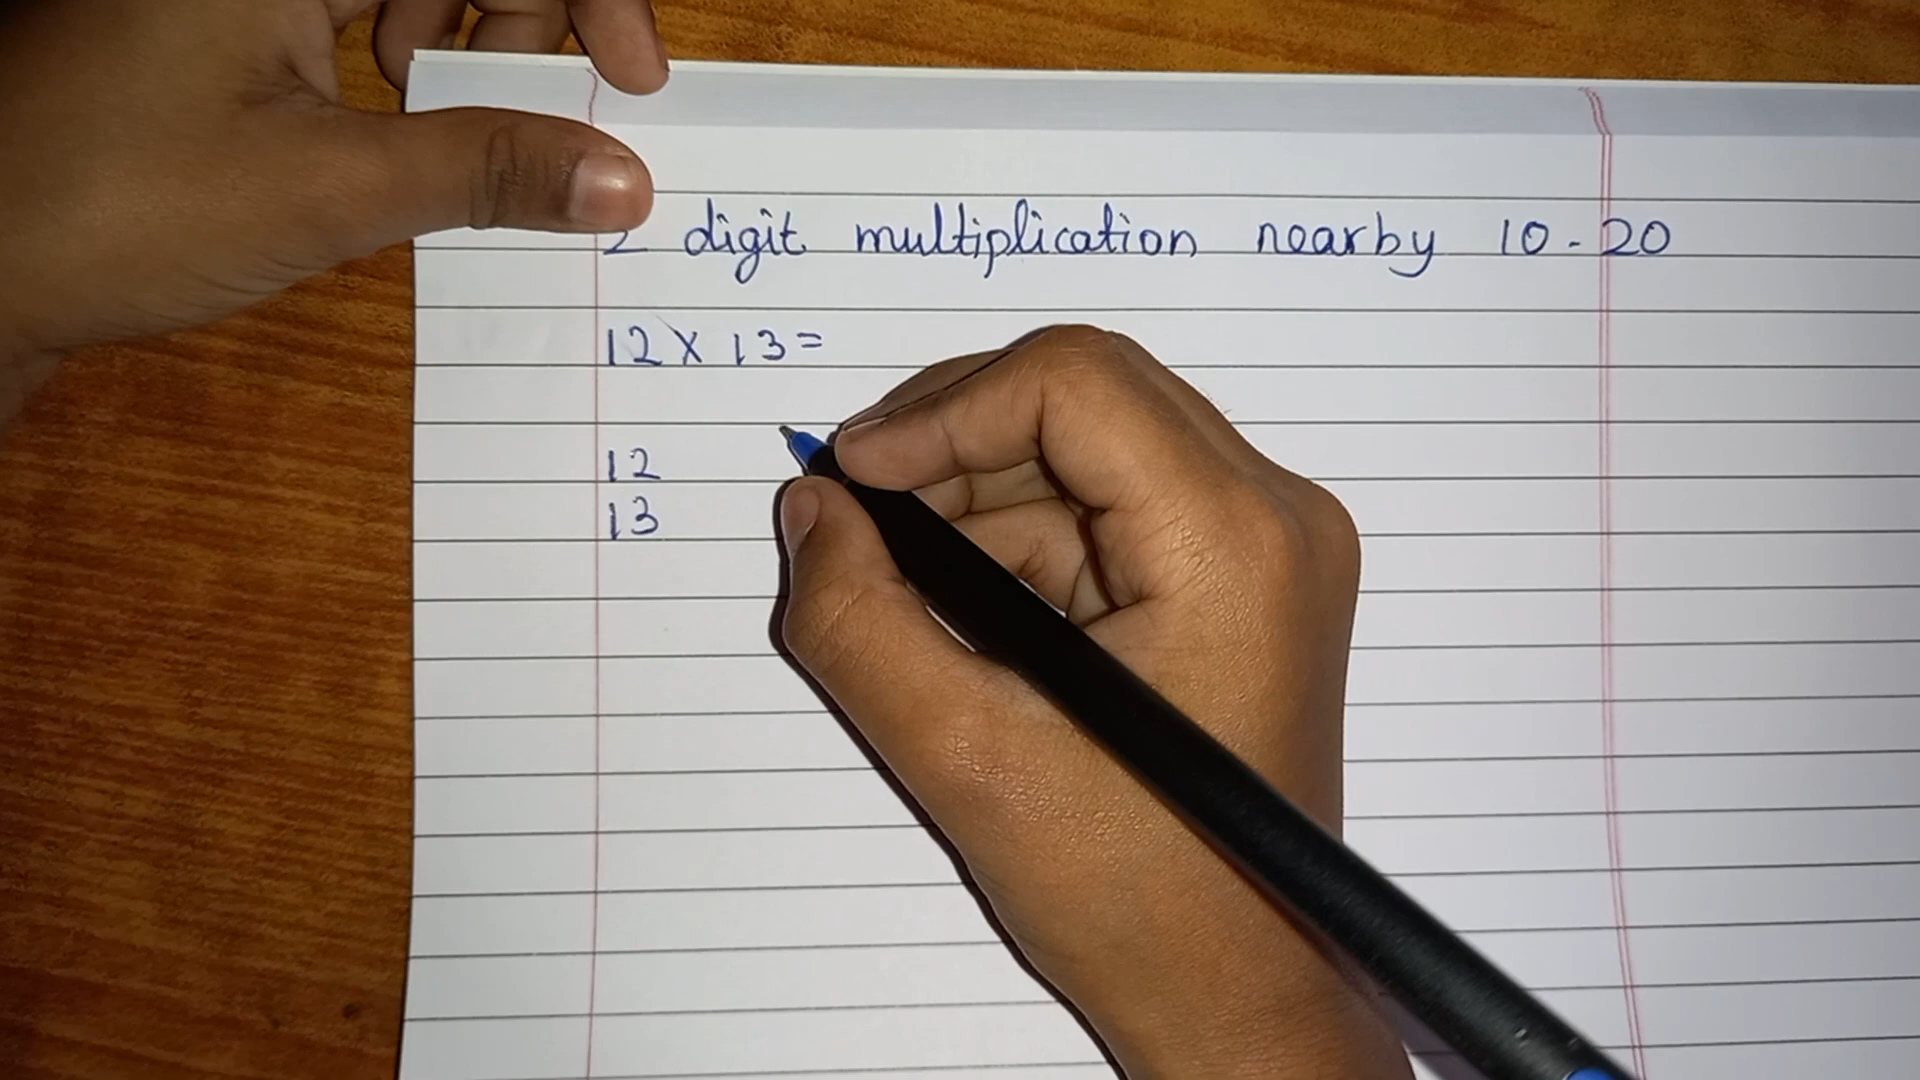 2 digit multiplication nearby 10-20
12 x 13 =
12
13